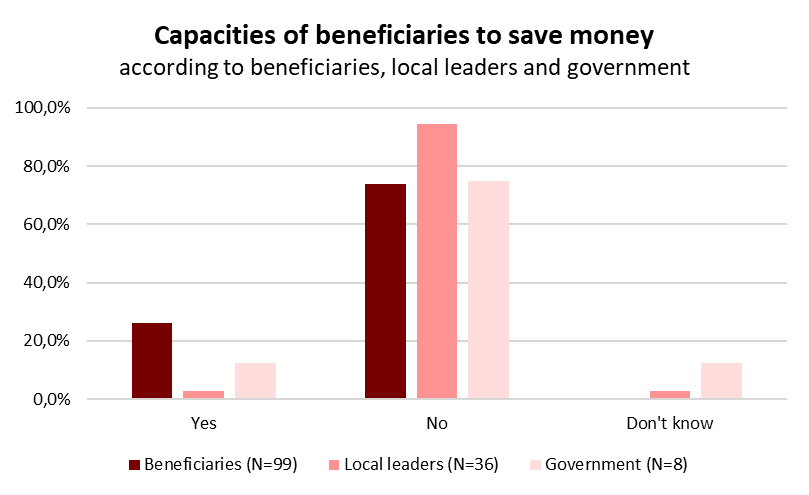 Capacities of beneficiaries to save money
according to beneficiaries, local leaders and government
100,0%
80,0%
60,0%
40,0%
20,0%
0,0%
Yes No Don't know
Beneficiaries (N=99) Local leaders (N=36) Government (N=8)